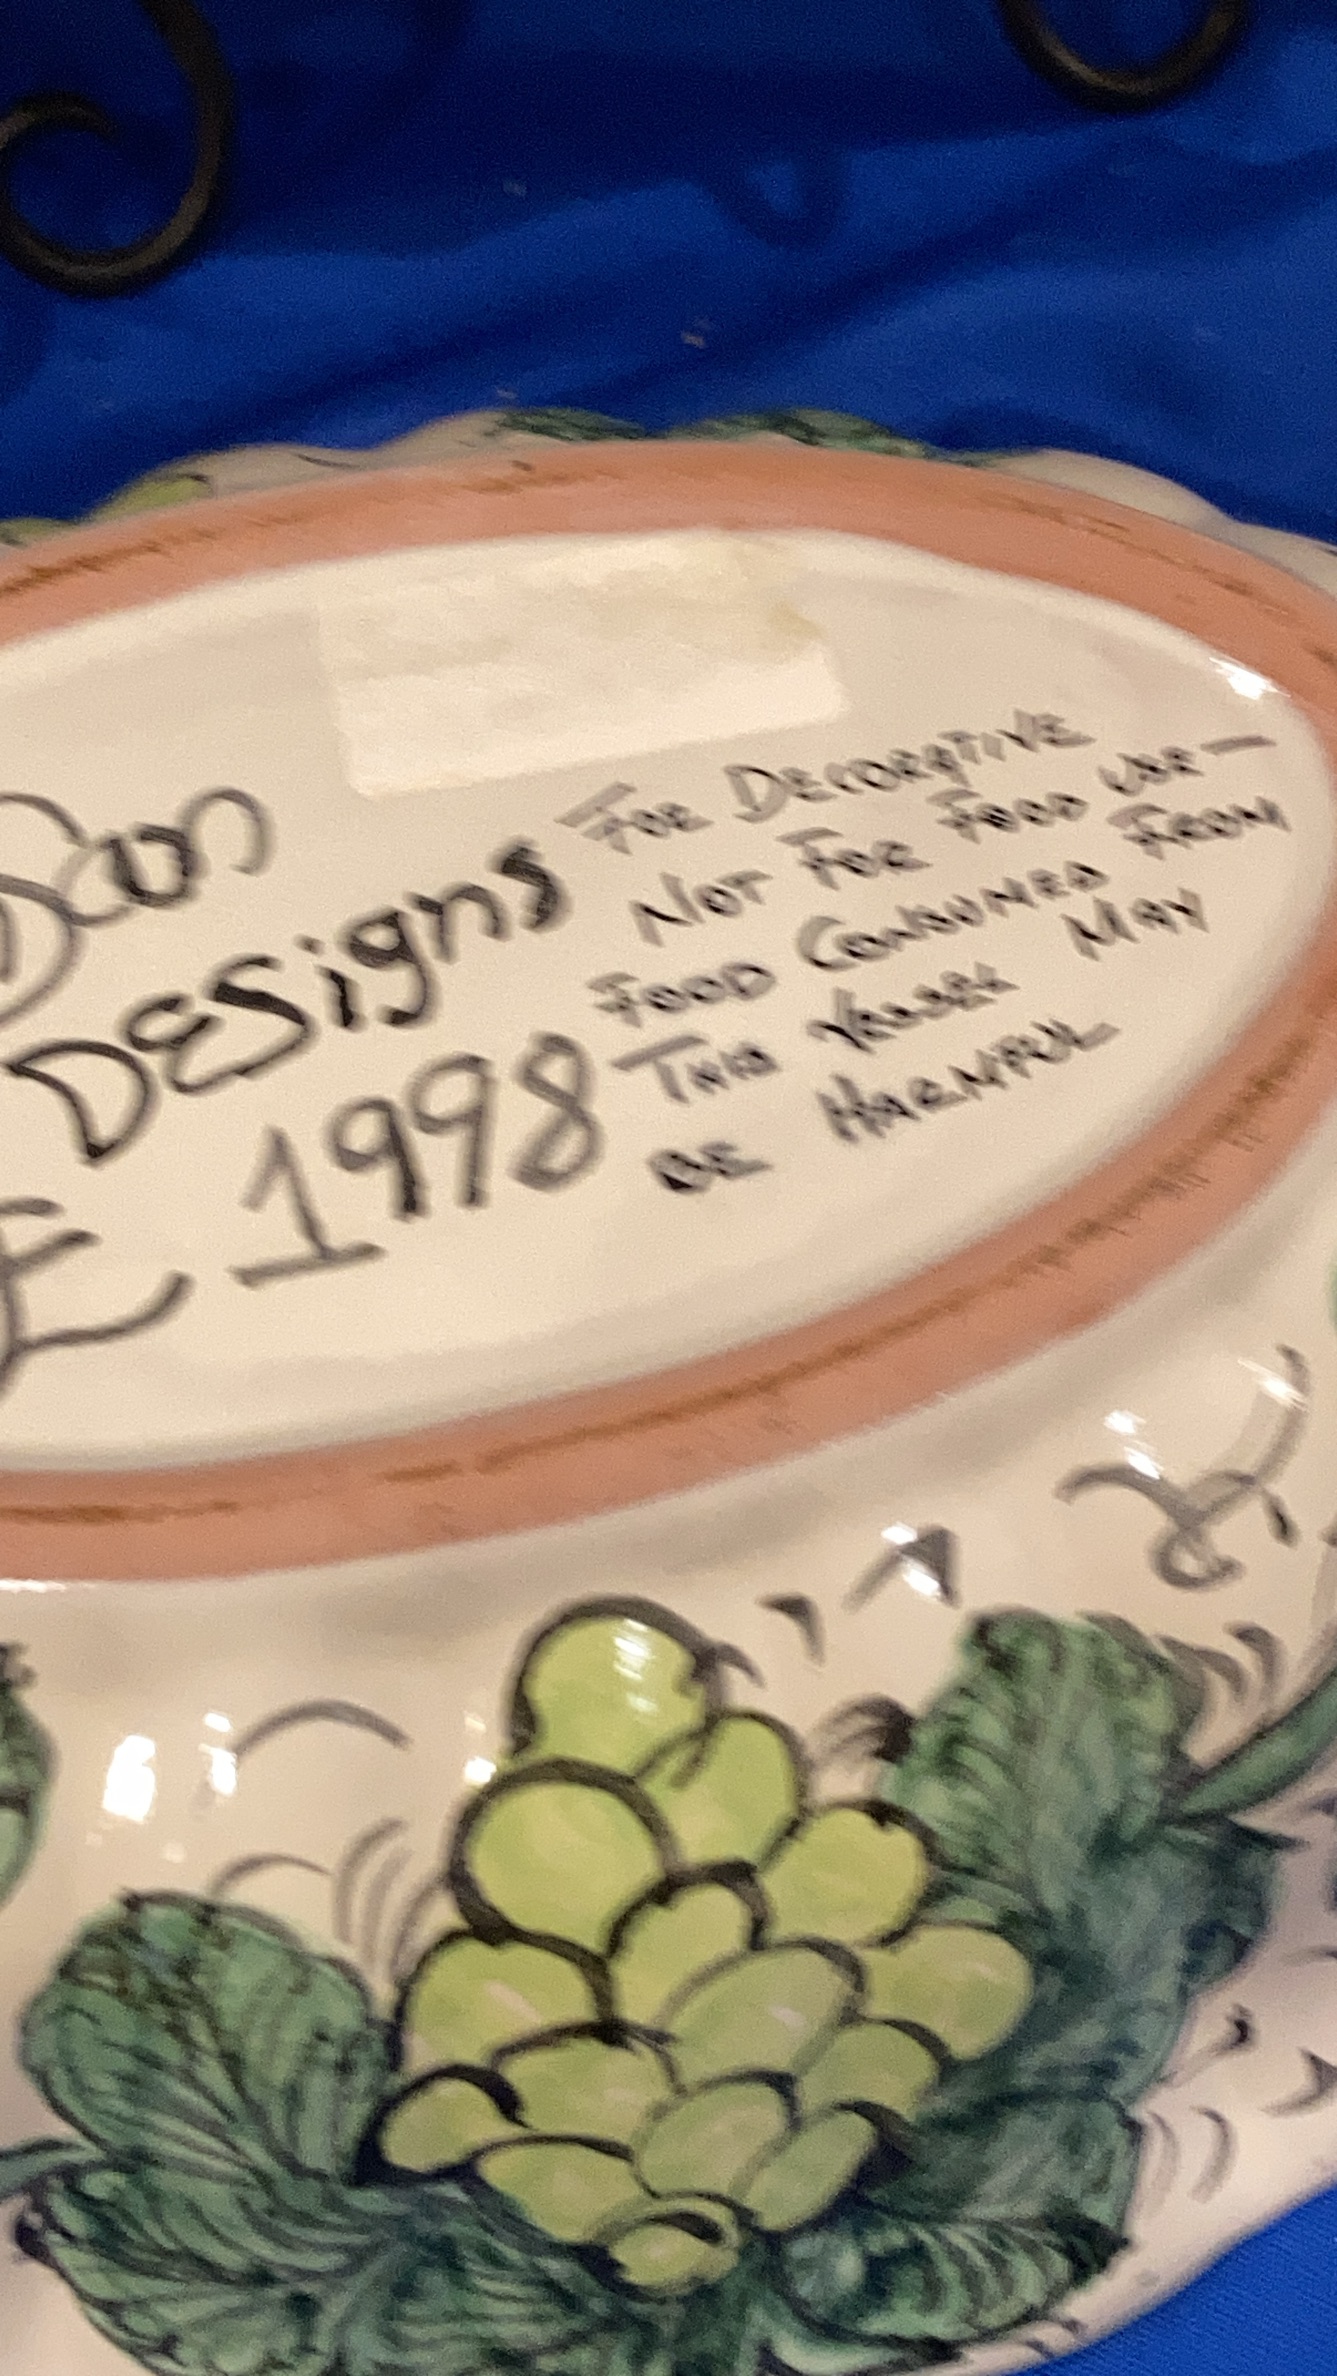 Designs
1998
For Decorative
Not For Food Use—
Food Consumed From
This Vessel May
be Harmful